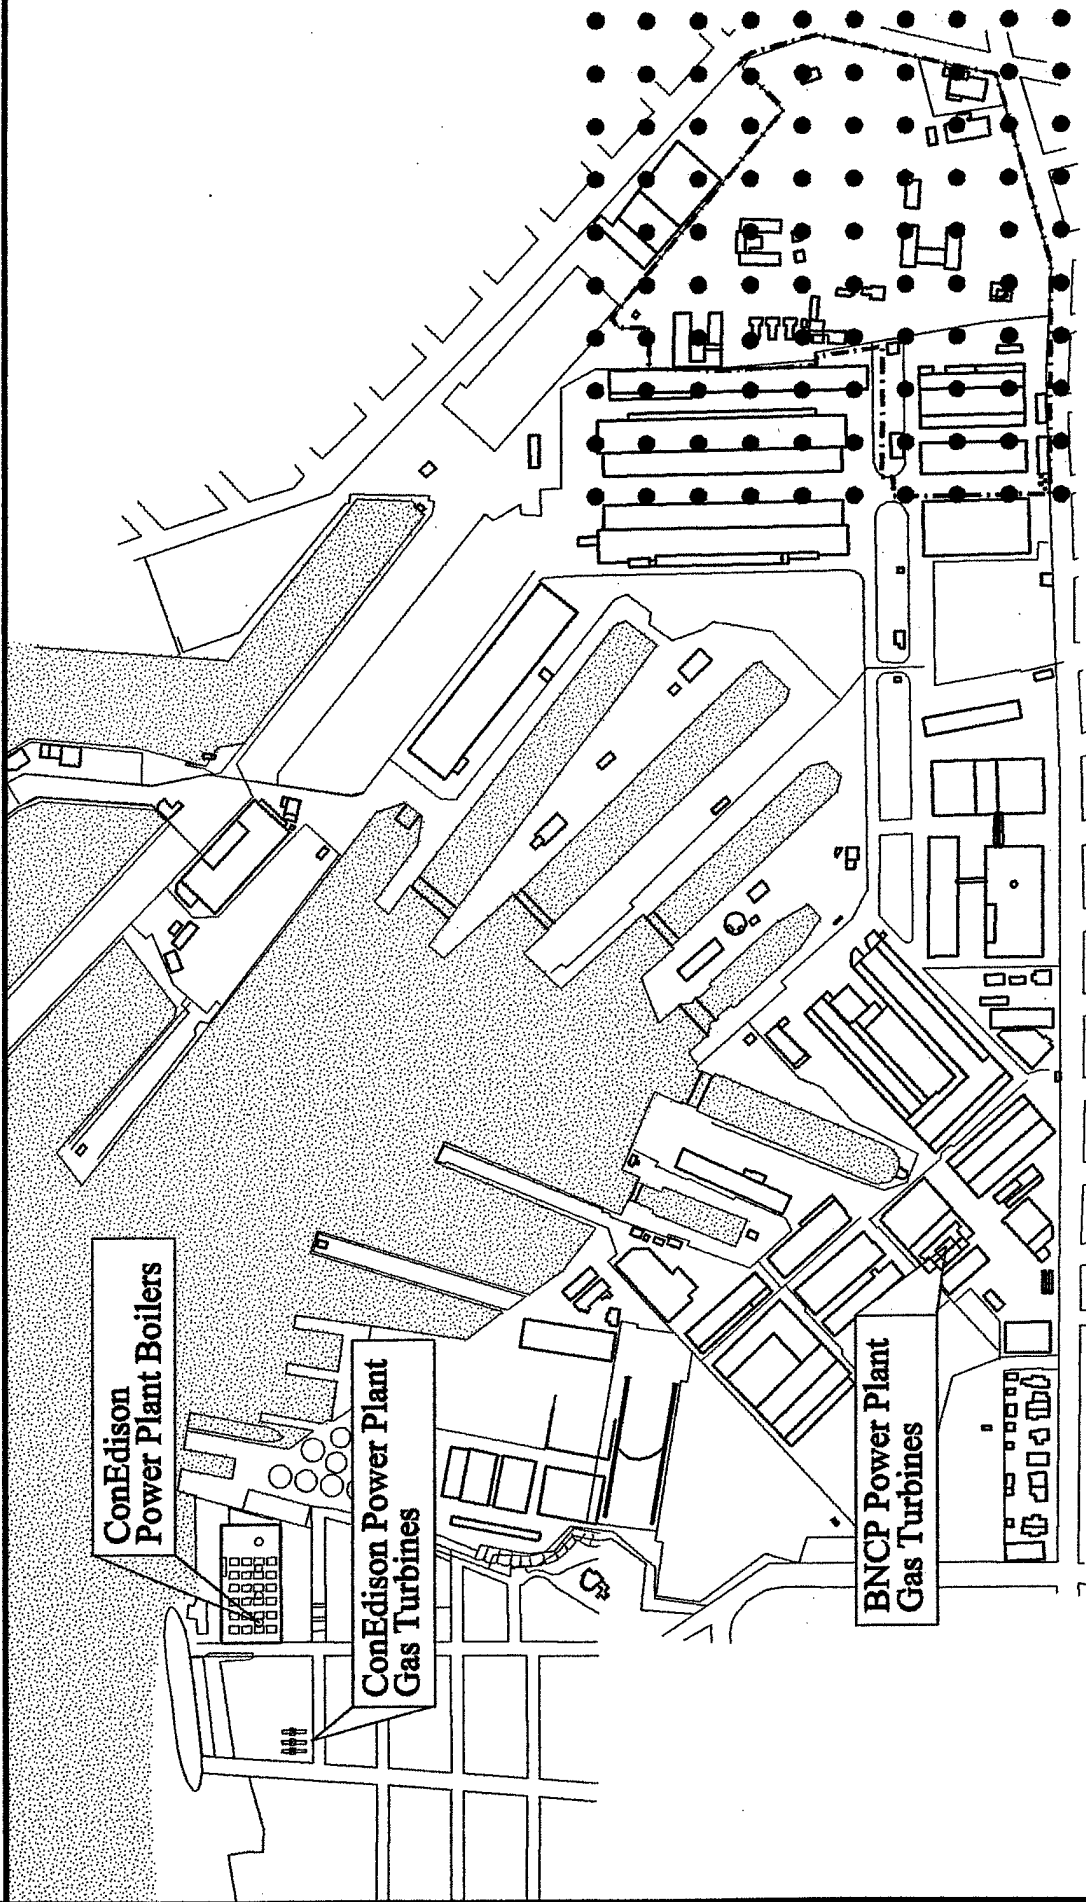 ConEdison
Power Plant Boilers
ConEdison Power Plant
Gas Turbines
BNCP Power Plant
Gas Turbines